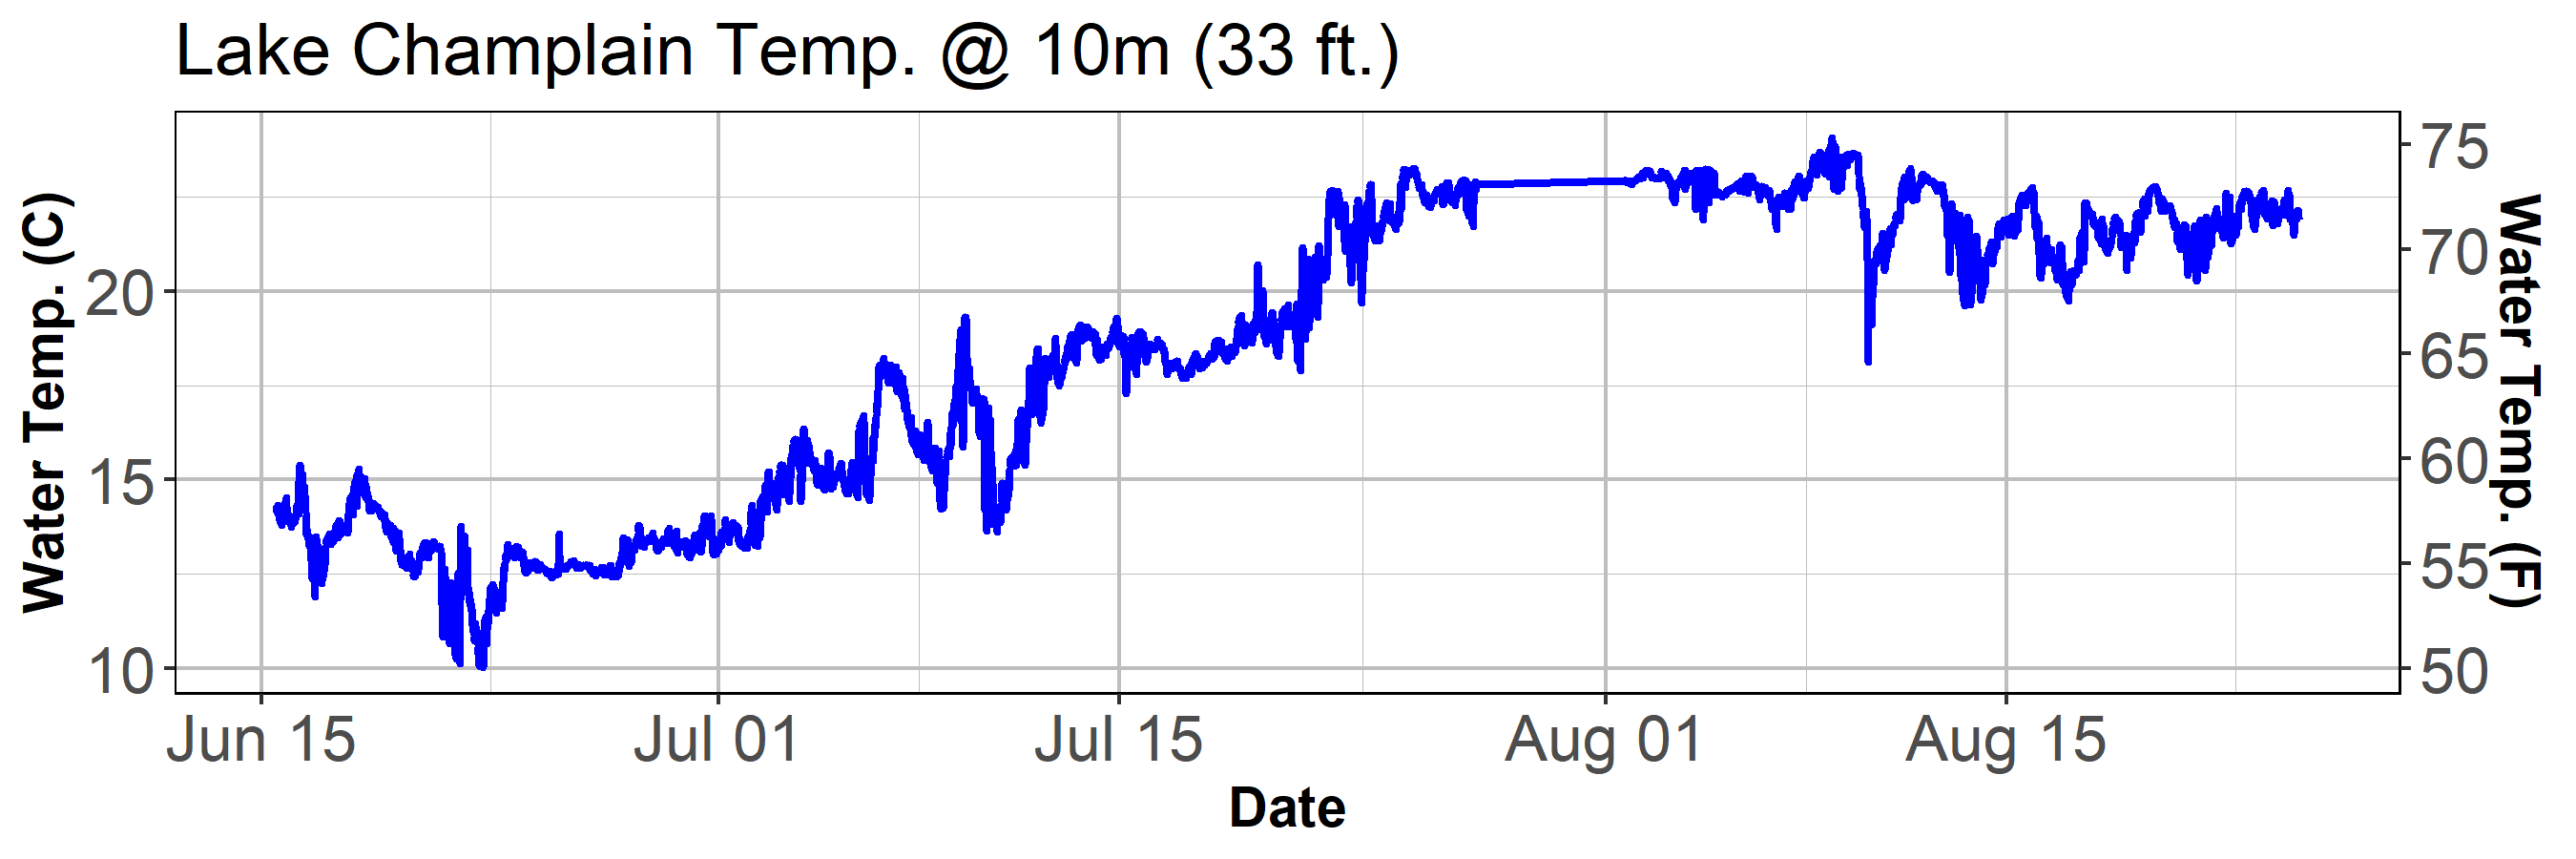 Lake Champlain Temp. @ 10m (33 ft.)
Water Temp. (C)
20
15
10
75
70
65
60
55
50
Water Temp. (F)
Jun 15
Jul 01
Jul 15
Aug 01
Aug 15
Date